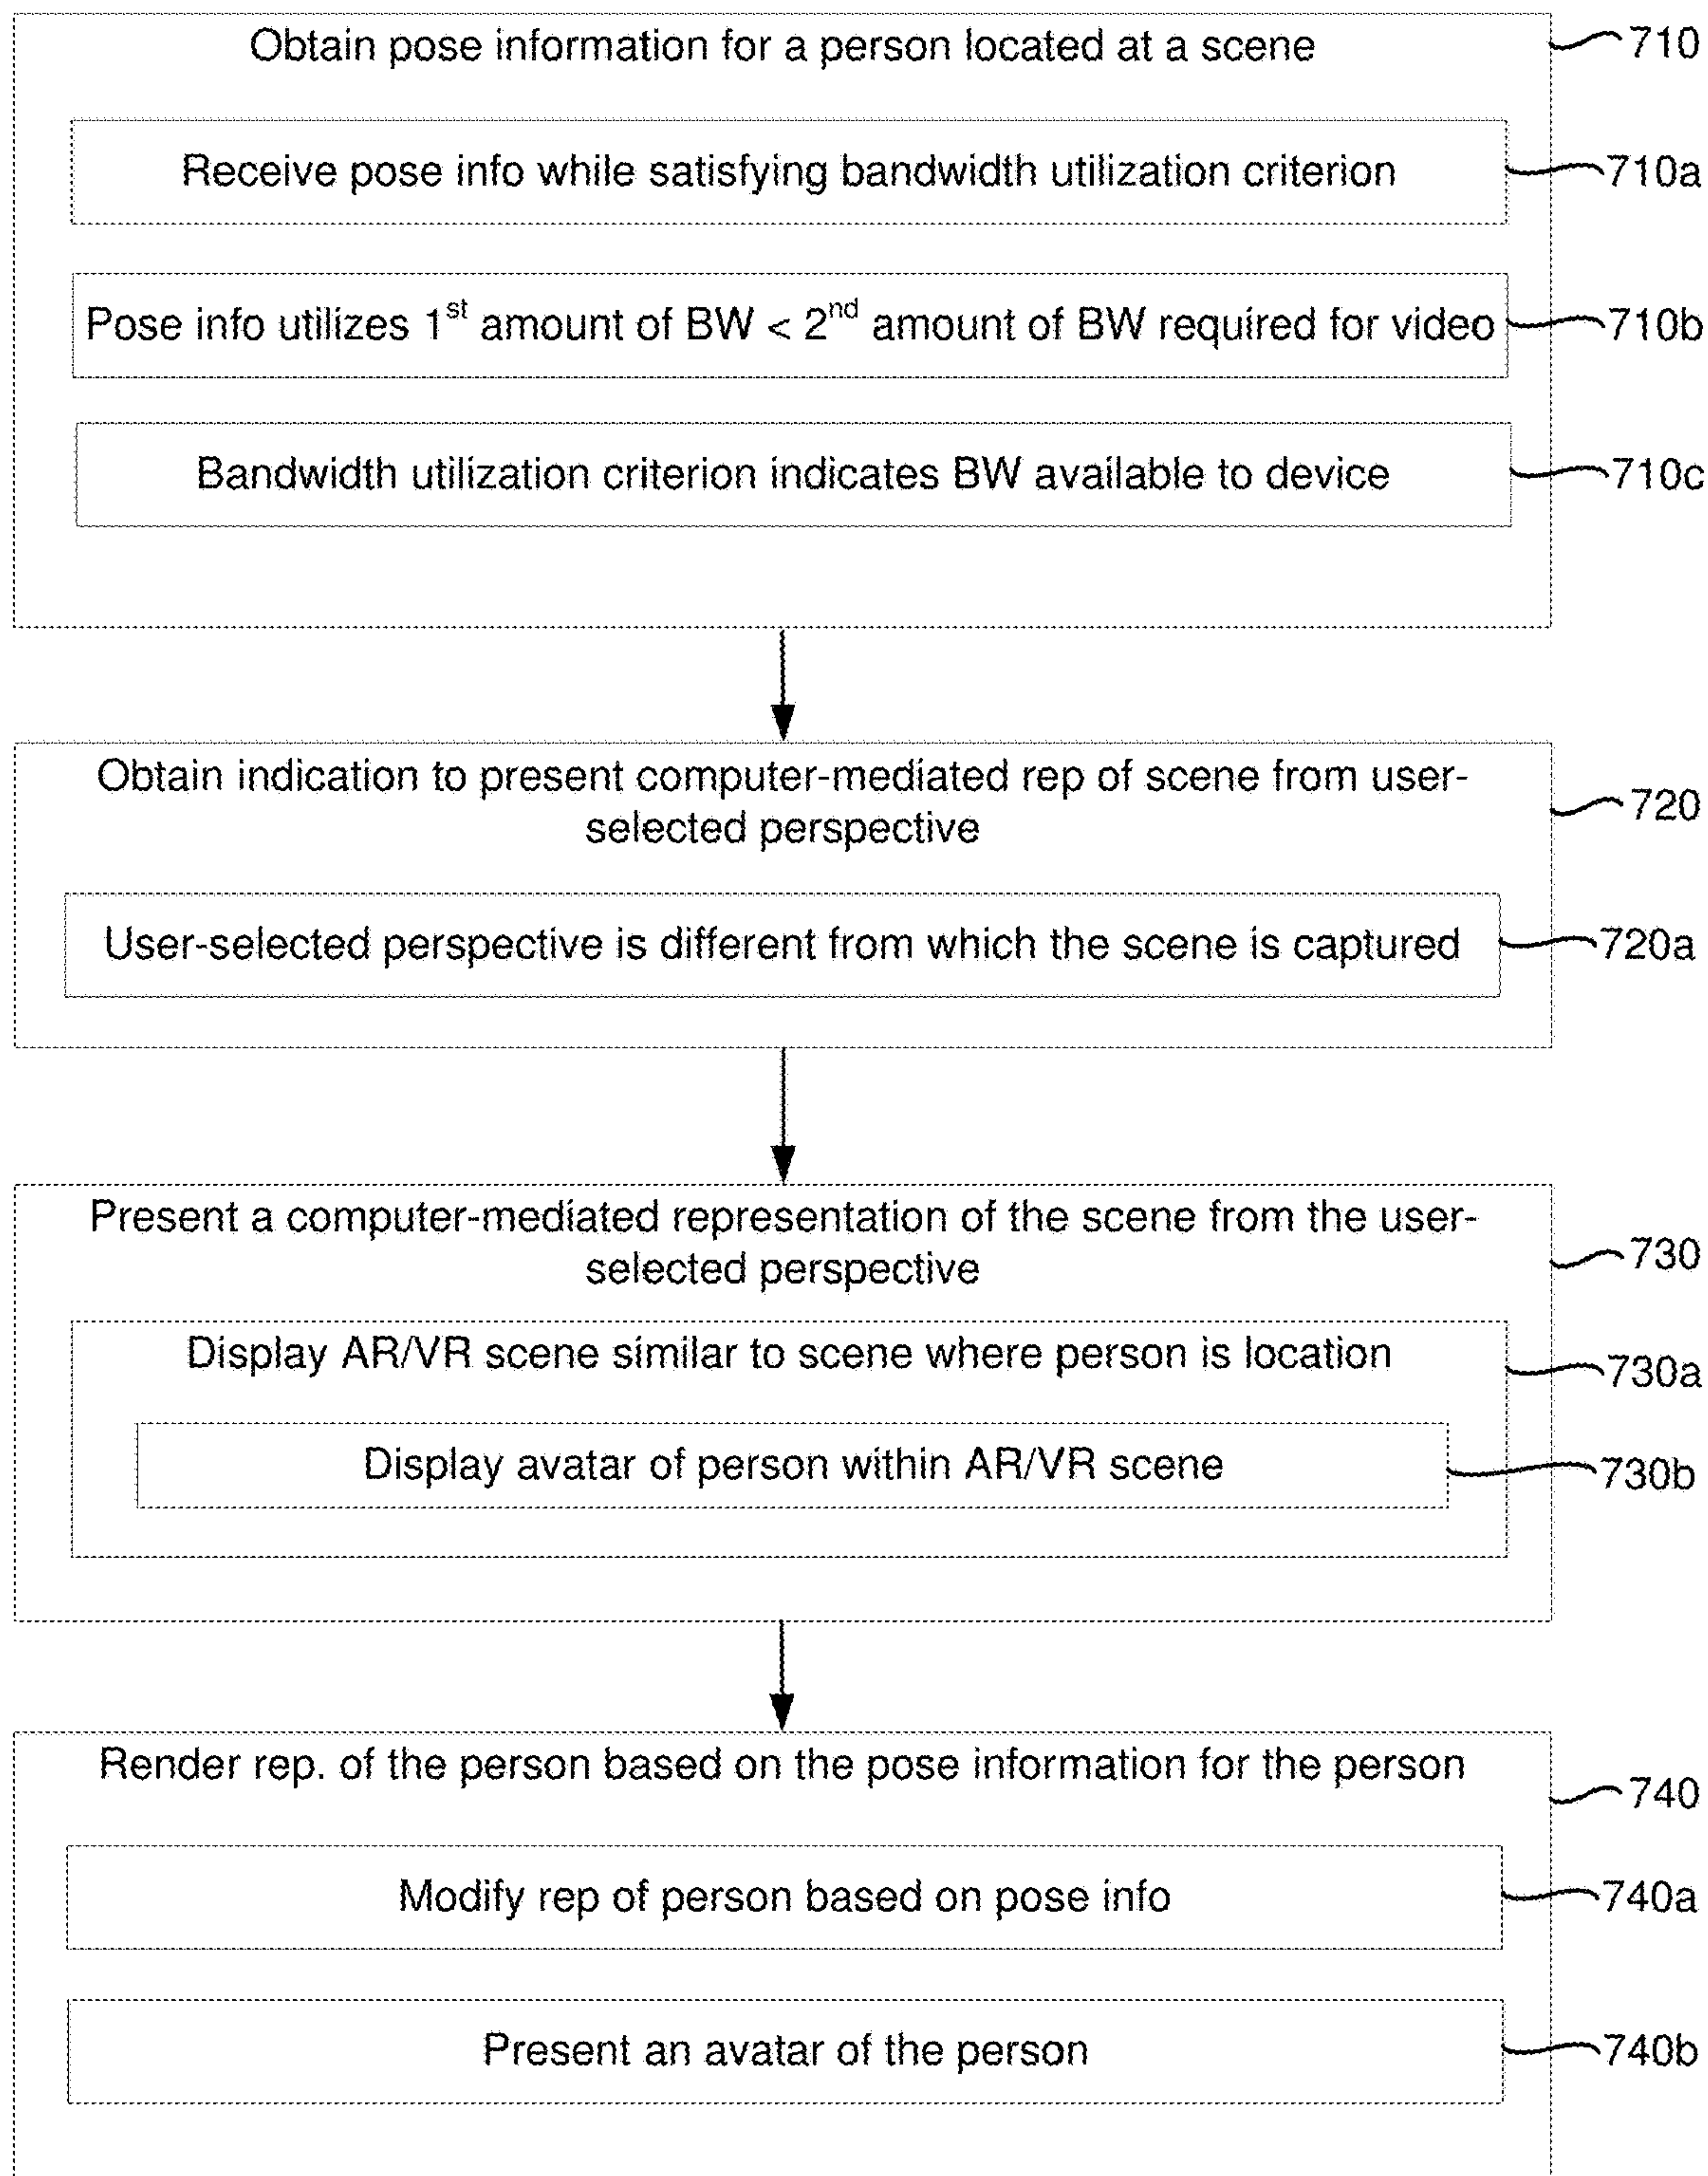 Obtain pose information for a person located at a scene
710
Receive pose info while satisfying bandwidth utilization criterion
710a
Pose info utilizes 1st amount of BW < 2nd amount of BW required for video
710b
Bandwidth utilization criterion indicates BW available to device
710c
Obtain indication to present computer-mediated rep of scene from user-
selected perspective
720
User-selected perspective is different from which the scene is captured
720a
Present a computer-mediated representation of the scene from the user-
selected perspective
730
Display AR/VR scene similar to scene where person is location
730a
Display avatar of person within AR/VR scene
730b
Render rep. of the person based on the pose information for the person
740
Modify rep of person based on pose info
740a
Present an avatar of the person
740b